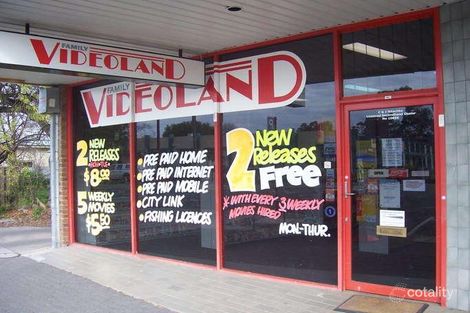 FAMILY
VIDEOLAND
FAMILY
VIDEOLAND
2
NEW
RELEASES
$8.90
5
WEEKLY
MOVIES
$5.50
• PRE PAID HOME
• PRE PAID INTERNET
• PRE PAID MOBILE
• CITY LINK
• FISHING LICENCES
2 NEW
RELEASES
FREE
* WITH EVERY 3 WEEKLY
MOVIES HIRED
MON-THUR.
cotality